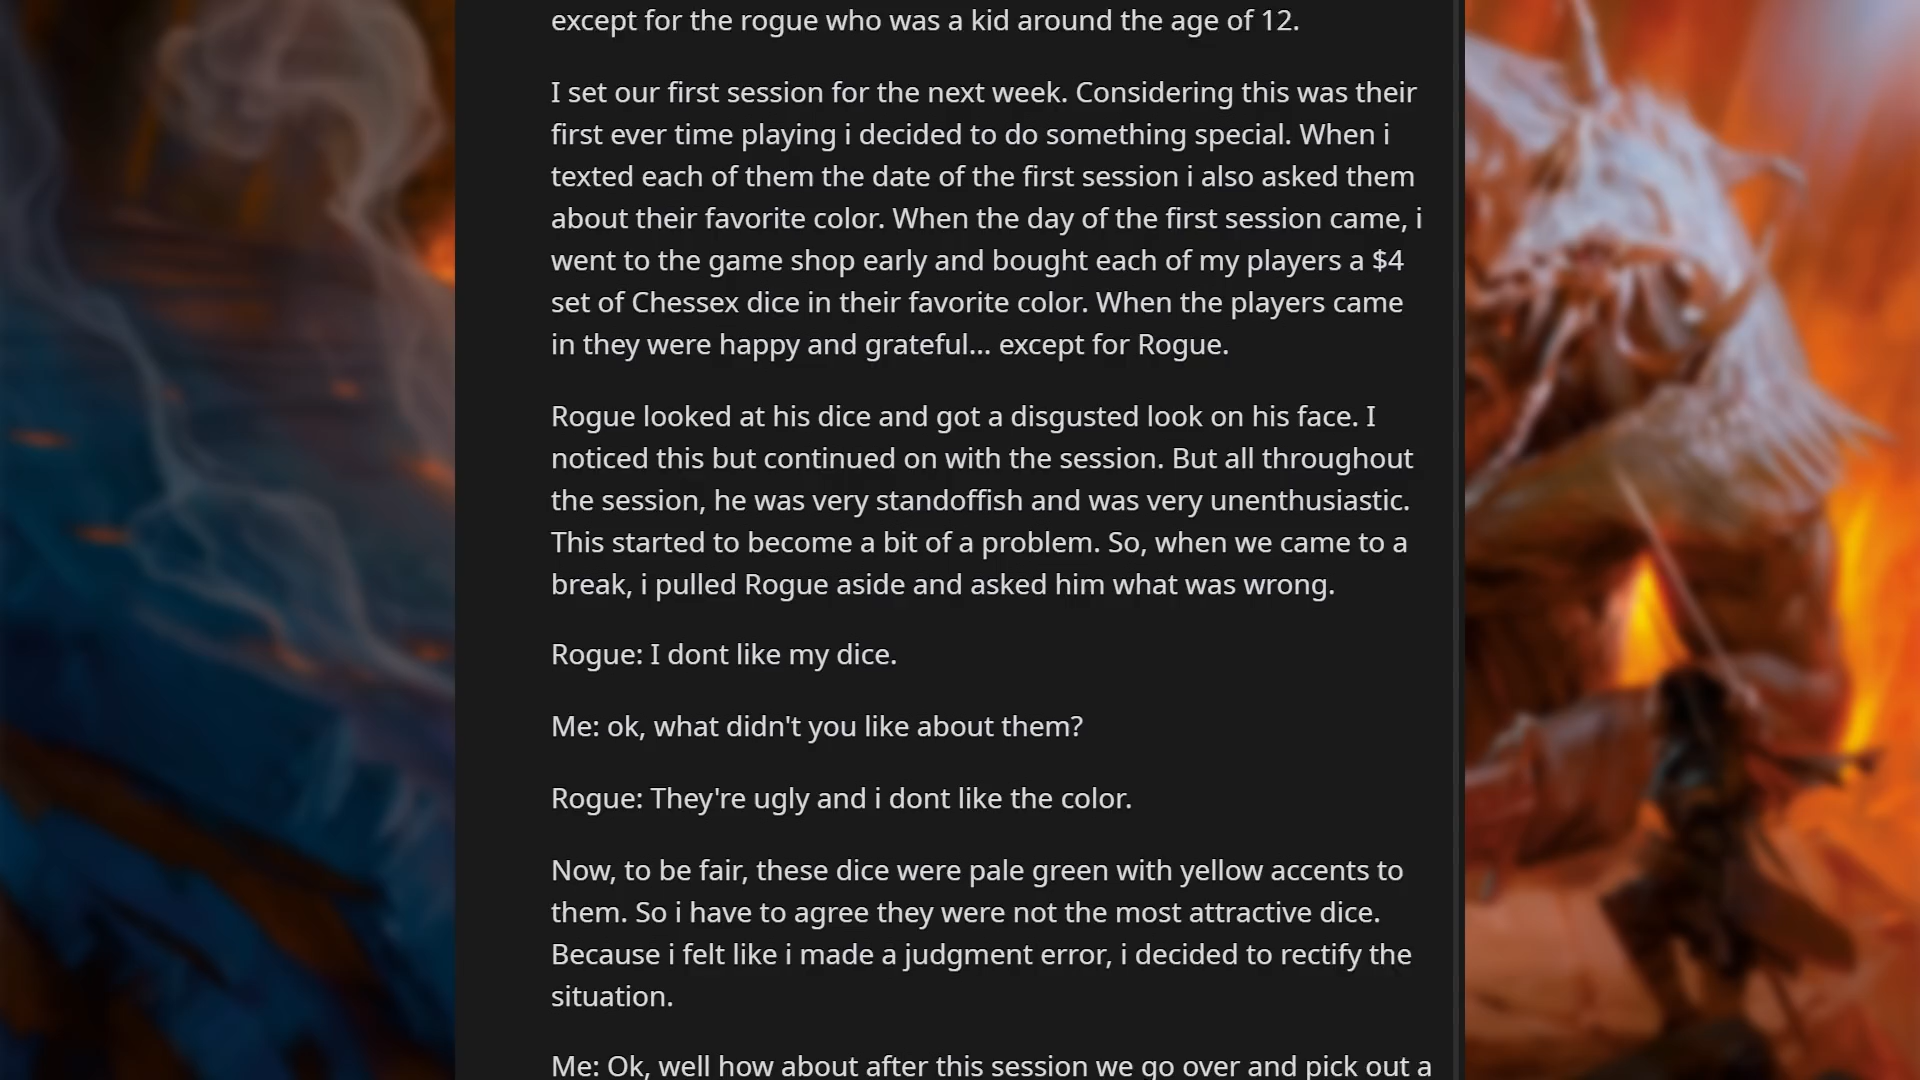 except for the rogue who was a kid around the age of 12.
I set our first session for the next week. Considering this was their
first ever time playing i decided to do something special. When i
texted each of them the date of the first session i also asked them
about their favorite color. When the day of the first session came, i
went to the game shop early and bought each of my players a $4
set of Chessex dice in their favorite color. When the players came
in they were happy and grateful... except for Rogue.
Rogue looked at his dice and got a disgusted look on his face. I
noticed this but continued on with the session. But all throughout
the session, he was very standoffish and was very unenthusiastic.
This started to become a bit of a problem. So, when we came to a
break, i pulled Rogue aside and asked him what was wrong.
Rogue: I dont like my dice.
Me: ok, what didn't you like about them?
Rogue: They're ugly and i dont like the color.
Now, to be fair, these dice were pale green with yellow accents to
them. So i have to agree they were not the most attractive dice.
Because i felt like i made a judgment error, i decided to rectify the
situation.
Me: Ok, well how about after this session we go over and pick out a